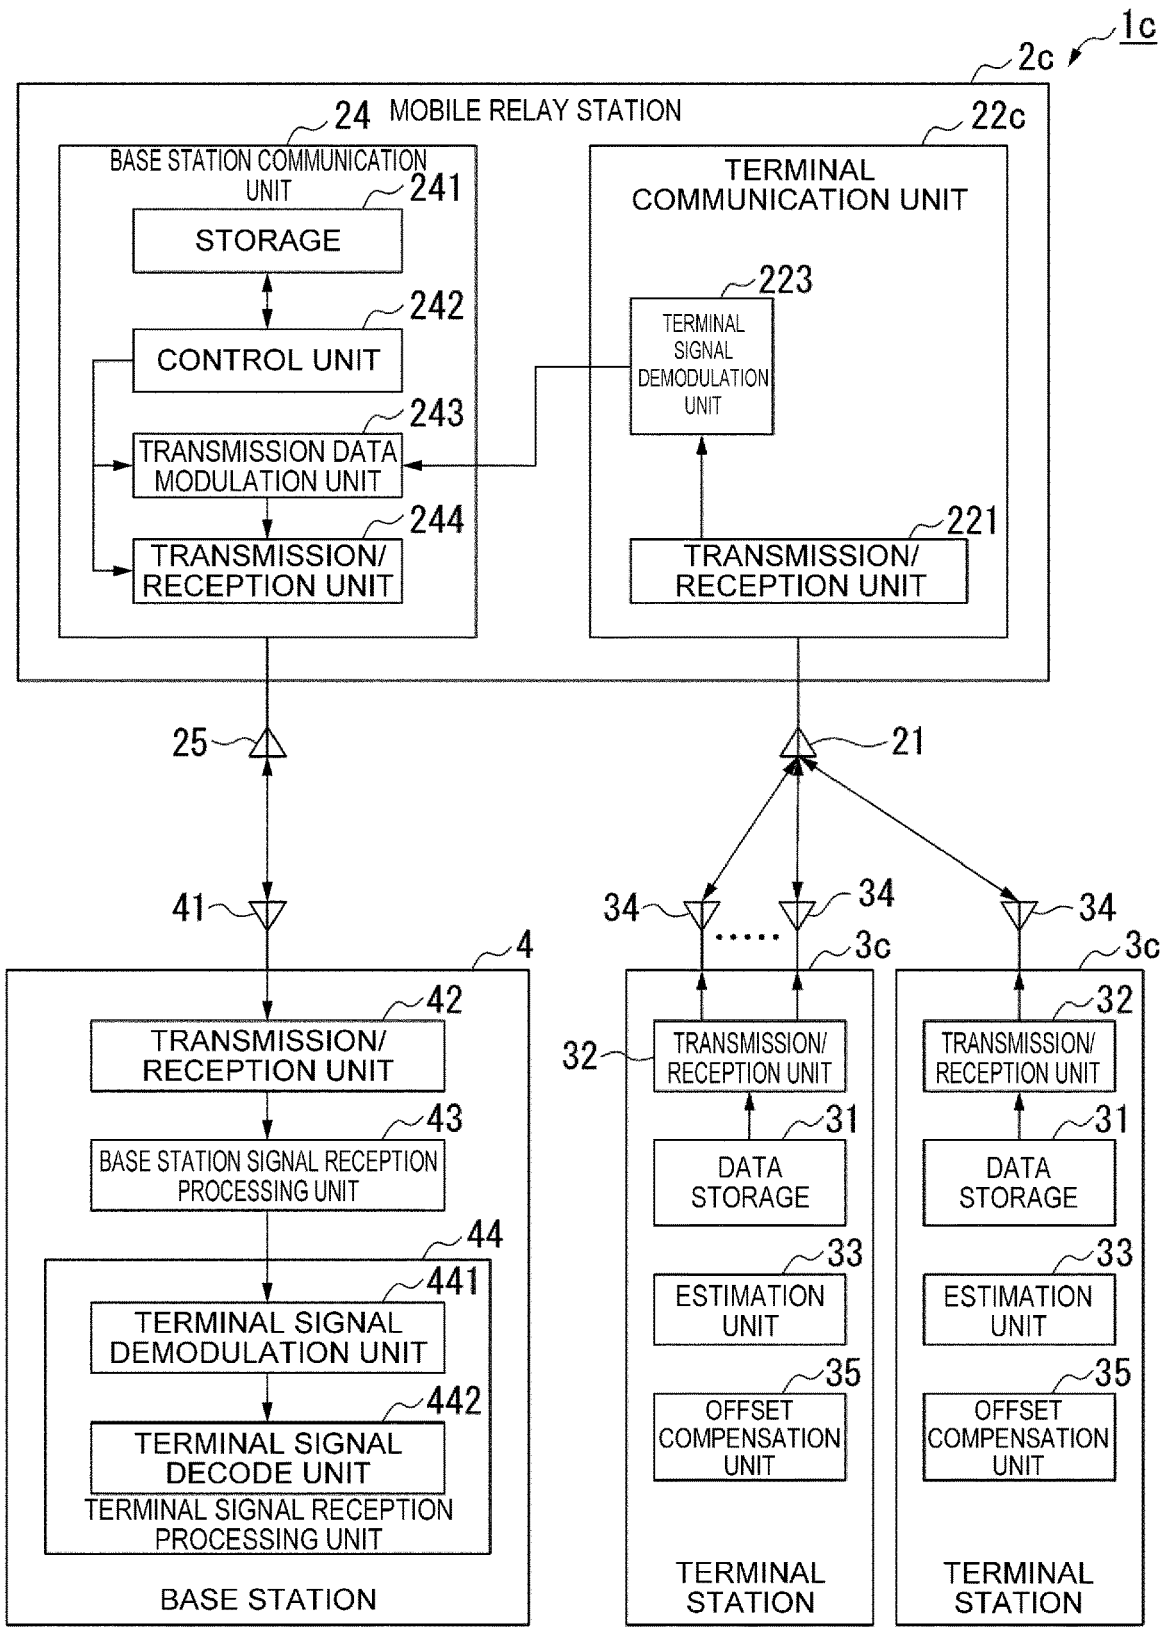 1c
2c
MOBILE RELAY STATION
24
BASE STATION COMMUNICATION
UNIT
241
STORAGE
242
CONTROL UNIT
243
TRANSMISSION DATA
MODULATION UNIT
244
TRANSMISSION/
RECEPTION UNIT
22c
TERMINAL
COMMUNICATION UNIT
223
TERMINAL
SIGNAL
DEMODULATION
UNIT
221
TRANSMISSION/
RECEPTION UNIT
25
21
41
4
42
TRANSMISSION/
RECEPTION UNIT
43
BASE STATION SIGNAL RECEPTION
PROCESSING UNIT
44
441
TERMINAL SIGNAL
DEMODULATION UNIT
442
TERMINAL SIGNAL
DECODE UNIT
TERMINAL SIGNAL RECEPTION
PROCESSING UNIT
BASE STATION
34
34
3c
32
TRANSMISSION/
RECEPTION UNIT
31
DATA
STORAGE
33
ESTIMATION
UNIT
35
OFFSET
COMPENSATION
UNIT
TERMINAL
STATION
34
3c
32
TRANSMISSION/
RECEPTION UNIT
31
DATA
STORAGE
33
ESTIMATION
UNIT
35
OFFSET
COMPENSATION
UNIT
TERMINAL
STATION